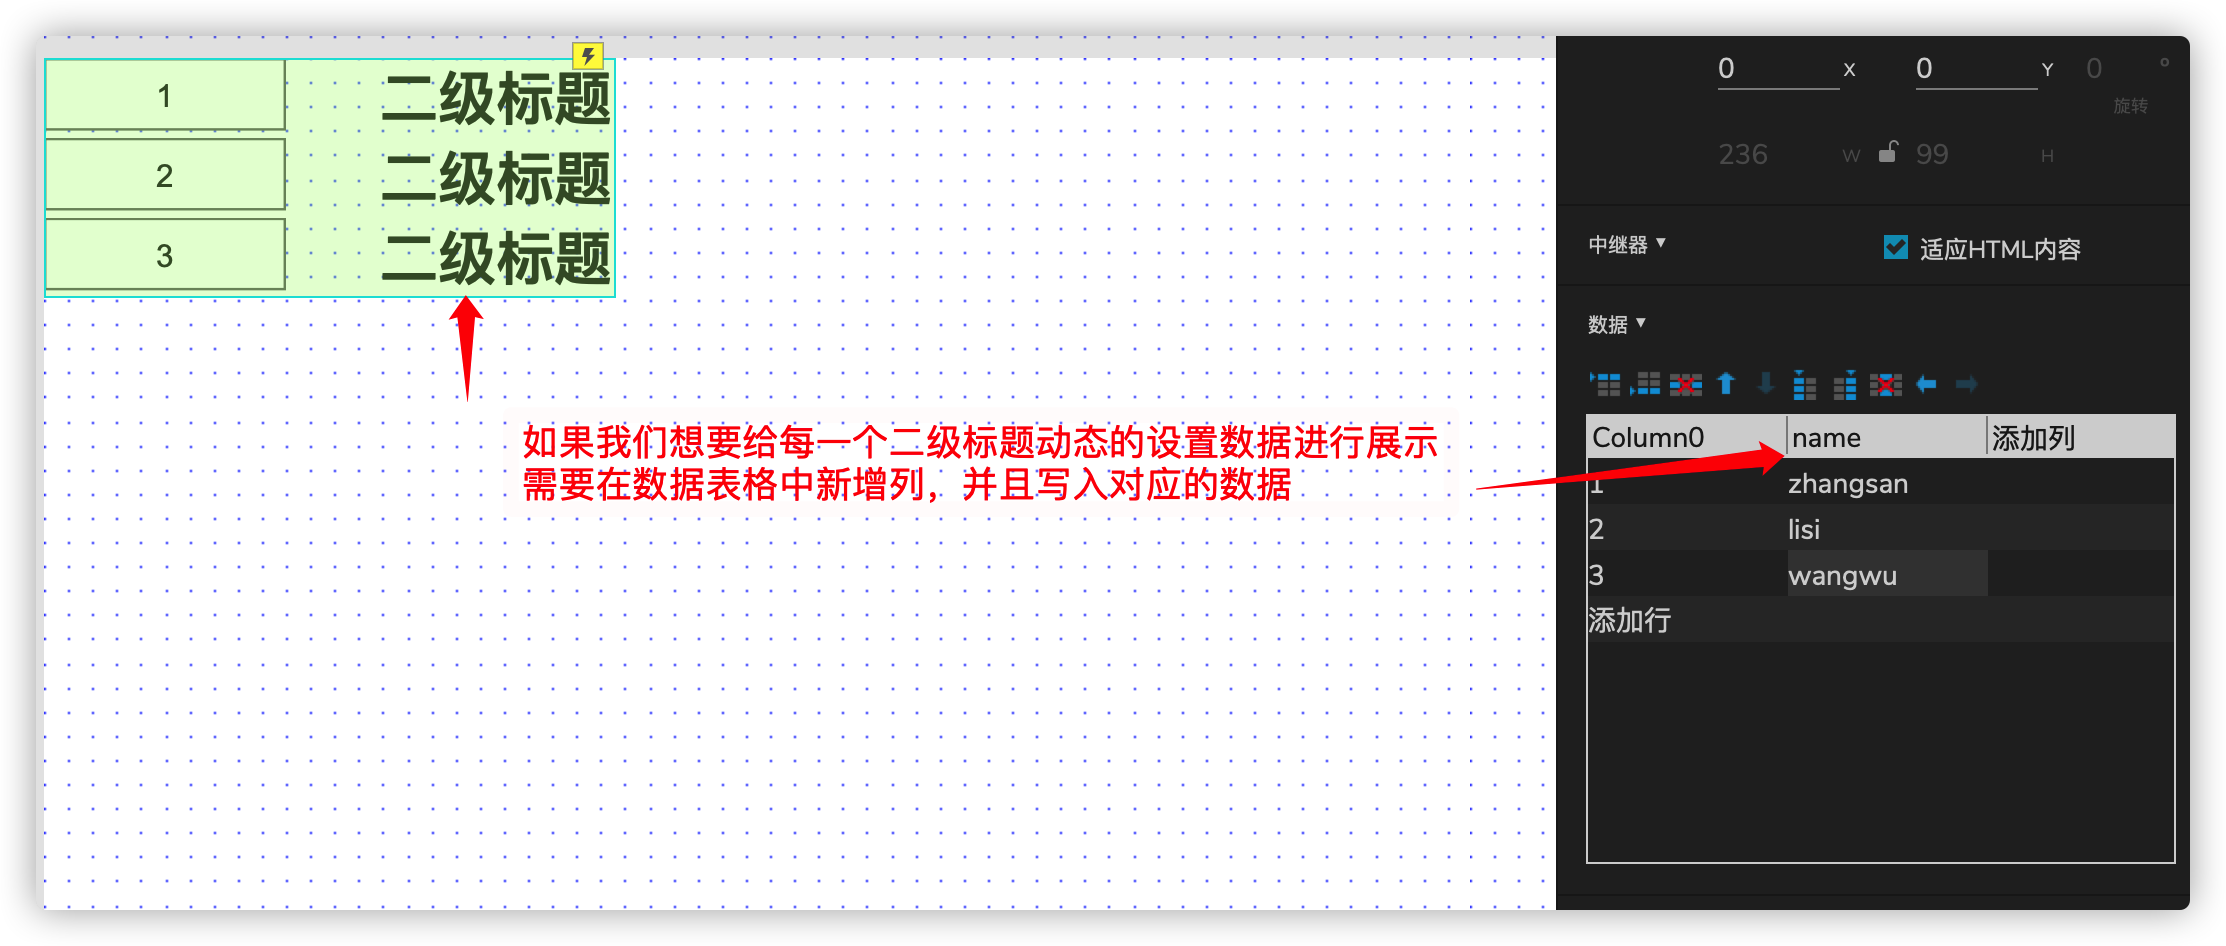 1 二级标题
2 二级标题
3 二级标题
如果我们想要给每一个二级标题动态的设置数据进行展示
需要在数据表格中新增列，并且写入对应的数据
0 X 0 Y 0 °
旋转
236 W 99 H
中继器 ▼ 适应HTML内容
数据 ▼
Column0 name 添加列
1 zhangsan
2 lisi
3 wangwu
添加行